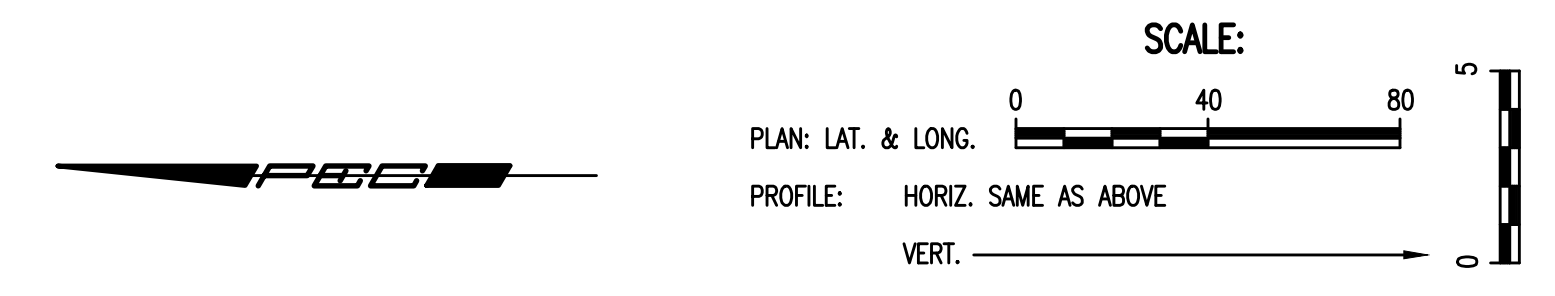 PEC
SCALE:
0 40 80
PLAN: LAT. & LONG.
PROFILE: HORIZ. SAME AS ABOVE
VERT.
5
0